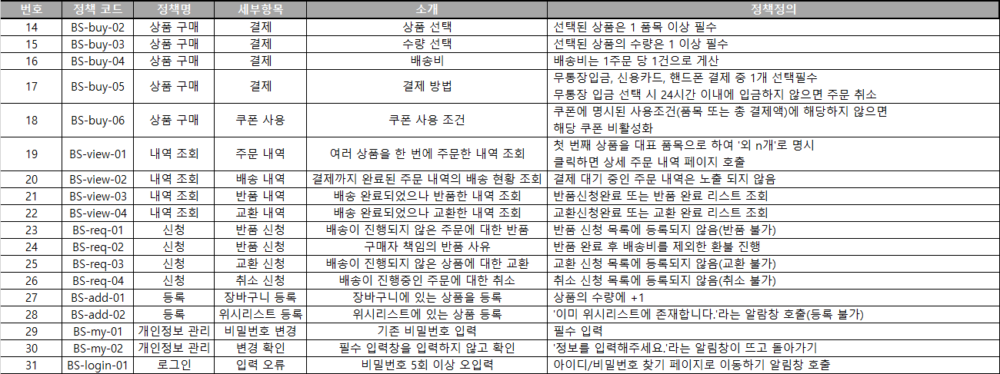 번호 정책 코드 정책명 세부항목 소개 정책정의
14 BS-buy-02 상품 구매 결제 상품 선택 선택된 상품은 1 품목 이상 필수
15 BS-buy-03 상품 구매 결제 수량 선택 선택된 상품의 수량은 1 이상 필수
16 BS-buy-04 상품 구매 결제 배송비 배송비는 1주문 당 1건으로 게산
17 BS-buy-05 상품 구매 결제 결제 방법 무통장입금, 신용카드, 핸드폰 결제 중 1개 선택필수
무통장 입금 선택 시 24시간 이내에 입금하지 않으면 주문 취소
18 BS-buy-06 상품 구매 쿠폰 사용 쿠폰 사용 조건 쿠폰에 명시된 사용조건(품목 또는 총 결제액)에 해당하지 않으면
해당 쿠폰 비활성화
19 BS-view-01 내역 조회 주문 내역 여러 상품을 한 번에 주문한 내역 조회 첫 번째 상품을 대표 품목으로 하여 '외 n개'로 명시
클릭하면 상세 주문 내역 페이지 호출
20 BS-view-02 내역 조회 배송 내역 결제까지 완료된 주문 내역의 배송 현황 조회 결제 대기 중인 주문 내역은 노출 되지 않음
21 BS-view-03 내역 조회 반품 내역 배송 완료되었으나 반품한 내역 조회 반품신청완료 또는 반품 완료 리스트 조회
22 BS-view-04 내역 조회 교환 내역 배송 완료되었으나 교환한 내역 조회 교환신청완료 또는 교환 완료 리스트 조회
23 BS-req-01 신청 반품 신청 배송이 진행되지 않은 주문에 대한 반품 반품 신청 목록에 등록되지 않음(반품 불가)
24 BS-req-02 신청 반품 신청 구매자 책임의 반품 사유 반품 완료 후 배송비를 제외한 환불 진행
25 BS-req-03 신청 교환 신청 배송이 진행되지 않은 상품에 대한 교환 교환 신청 목록에 등록되지 않음(교환 불가)
26 BS-req-04 신청 취소 신청 배송이 진행중인 주문에 대한 취소 취소 신청 목록에 등록되지 않음(취소 불가)
27 BS-add-01 등록 장바구니 등록 장바구니에 있는 상품을 등록 상품의 수량에 +1
28 BS-add-02 등록 위시리스트 등록 위시리스트에 있는 상품 등록 '이미 위시리스트에 존재합니다.'라는 알람창 호출(등록 불가)
29 BS-my-01 개인정보 관리 비밀번호 변경 기존 비밀번호 입력 필수 입력
30 BS-my-02 개인정보 관리 변경 확인 필수 입력창을 입력하지 않고 확인 '정보를 입력해주세요.'라는 알림창이 뜨고 돌아가기
31 BS-login-01 로그인 입력 오류 비밀번호 5회 이상 오입력 아이디/비밀번호 찾기 페이지로 이동하기 알림창 호출